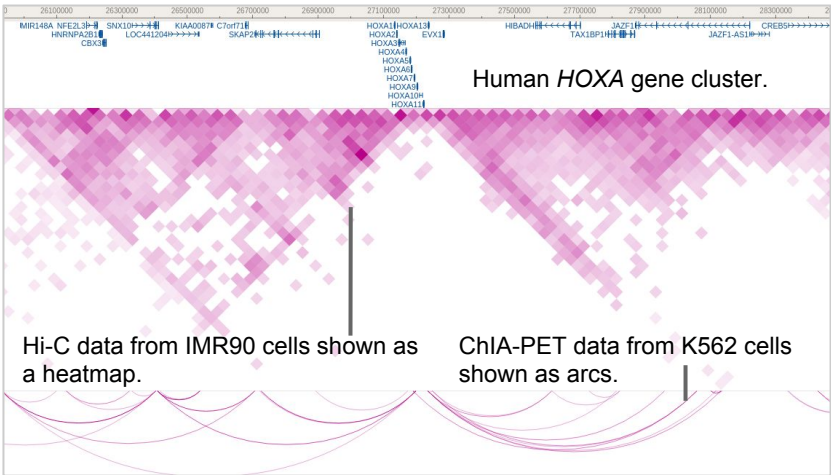 0 26100000 26300000 26500000 26700000 26900000 27100000 27300000 27500000 27700000 27900000 28100000 28300000
MIR148A NFE2L3 SNX10 KIAA0087 C7orf71 HOXA1 HOXA13 HIBADH JAZF1 CREB5
HNRNPA2B1 LOC441204 SKAP2 HOXA2 EVX1 TAX1BP1 JAZF1-AS1
CBX3 HOXA3
HOXA4
HOXA5
HOXA6
HOXA7
HOXA9
HOXA10
HOXA11
Human HOXA gene cluster.
Hi-C data from IMR90 cells shown as
a heatmap.
ChIA-PET data from K562 cells
shown as arcs.